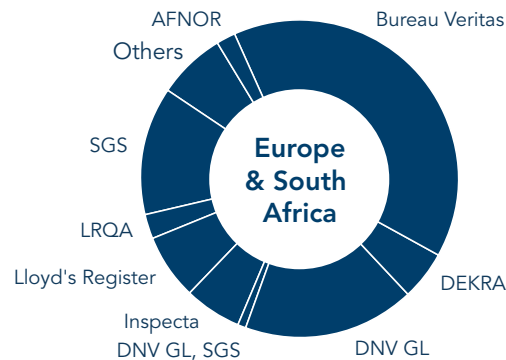 AFNOR
Bureau Veritas
Others
SGS
Europe
& South
Africa
LRQA
Lloyd's Register
DEKRA
Inspecta
DNV GL, SGS
DNV GL